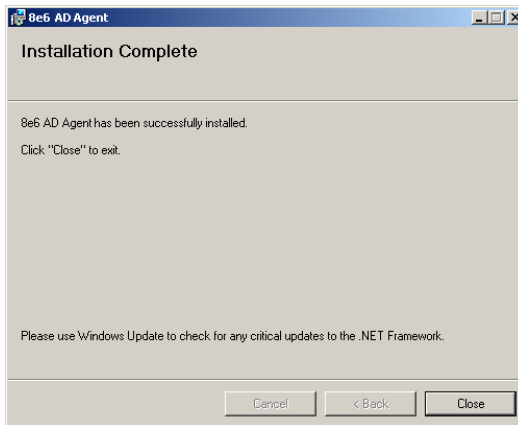 8e6 AD Agent
Installation Complete
8e6 AD Agent has been successfully installed.
Click "Close" to exit.
Please use Windows Update to check for any critical updates to the .NET Framework.
Cancel
< Back
Close